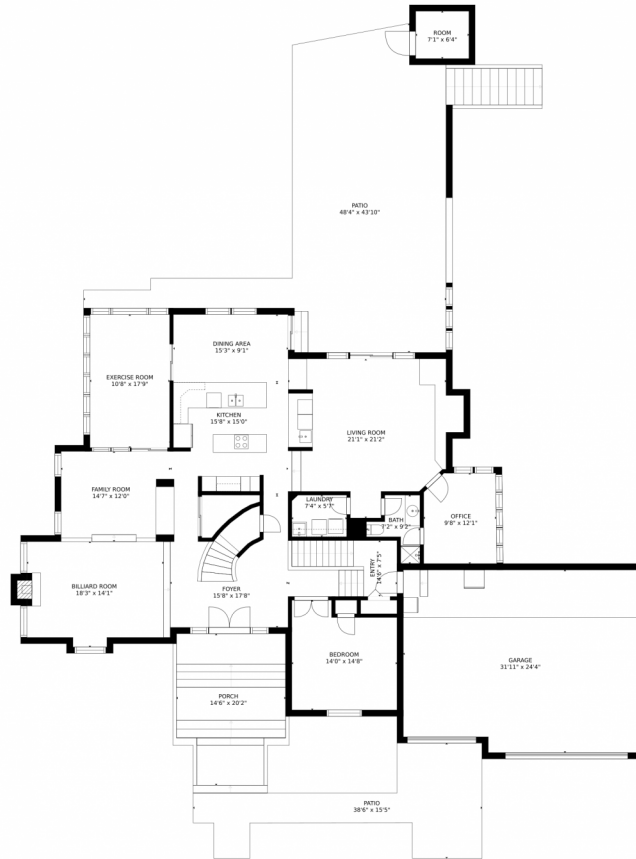 ROOM
7'1" x 6'4"
PATIO
48'4" x 43'10"
DINING AREA
15'3" x 9'1"
EXERCISE ROOM
10'8" x 17'9"
KITCHEN
15'8" x 15'0"
LIVING ROOM
21'1" x 21'2"
FAMILY ROOM
14'7" x 12'0"
LAUNDRY
7'4" x 5'7"
BATH
7'2" x 9'2"
OFFICE
9'8" x 12'1"
BILLIARD ROOM
18'3" x 14'1"
FOYER
15'8" x 17'8"
ENTRY
14'6" x 7'5"
BEDROOM
14'0" x 14'8"
GARAGE
31'11" x 24'4"
PORCH
14'6" x 20'2"
PATIO
38'6" x 15'5"